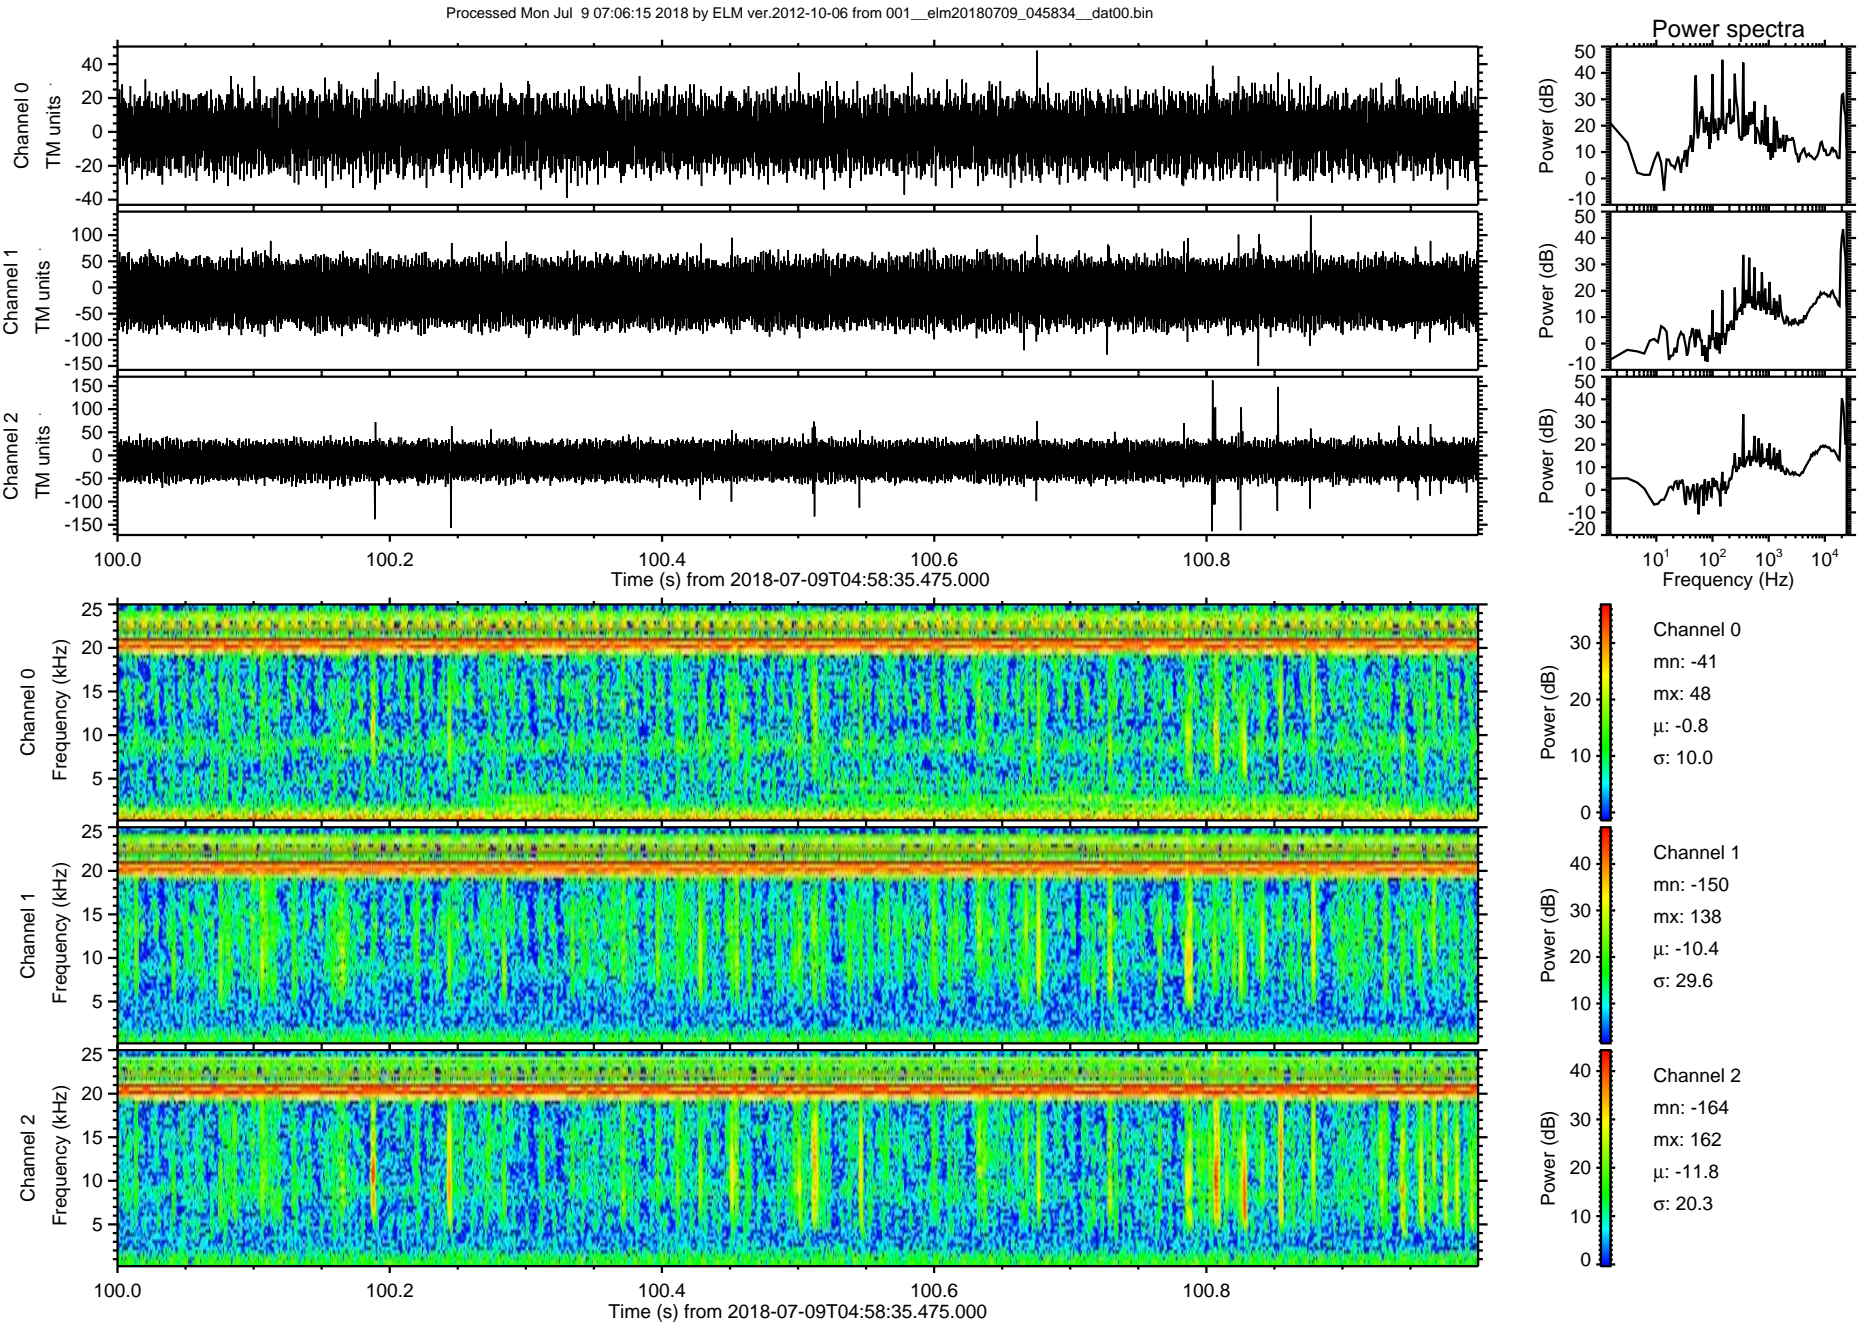 Processed Mon Jul  9 07:06:15 2018 by ELM ver.2012-10-06 from 001__elm20180709_045834__dat00.bin
Power spectra
Channel 0
TM units
40
20
0
-20
-40
Power (dB)
50
40
30
20
10
0
-10
Channel 1
TM units
100
50
0
-50
-100
-150
Power (dB)
50
40
30
20
10
0
-10
Channel 2
TM units
150
100
50
0
-50
-100
-150
Power (dB)
50
40
30
20
10
0
-10
-20
100.0 100.2 100.4 100.6 100.8
Time (s) from 2018-07-09T04:58:35.475.000
10^1 10^2 10^3 10^4
Frequency (Hz)
Channel 0
Frequency (kHz)
25
20
15
10
5
Power (dB)
30
20
10
0
Channel 0
mn: -41
mx: 48
μ: -0.8
σ: 10.0
Channel 1
Frequency (kHz)
25
20
15
10
5
Power (dB)
40
30
20
10
Channel 1
mn: -150
mx: 138
μ: -10.4
σ: 29.6
Channel 2
Frequency (kHz)
25
20
15
10
5
Power (dB)
40
30
20
10
0
Channel 2
mn: -164
mx: 162
μ: -11.8
σ: 20.3
100.0 100.2 100.4 100.6 100.8
Time (s) from 2018-07-09T04:58:35.475.000